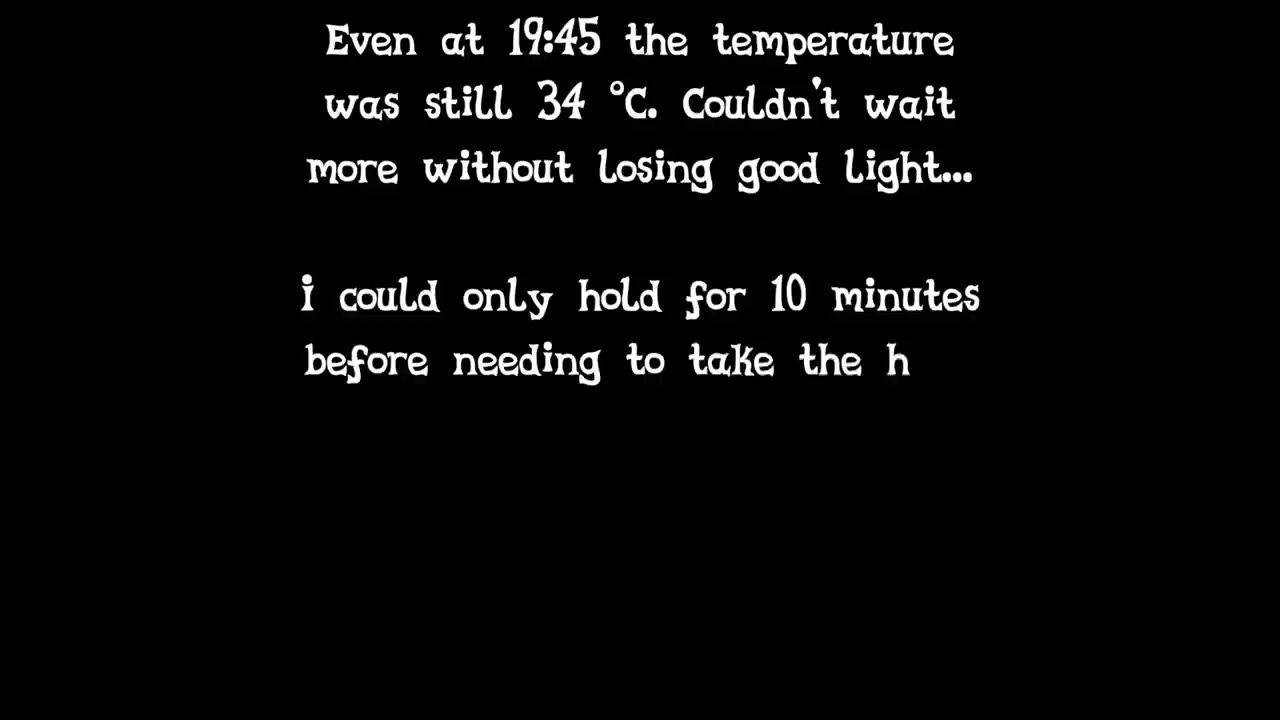 Even at 19:45 the temperature
was still 34 °C. Couldn't wait
more without losing good light...
i could only hold for 10 minutes
before needing to take the h